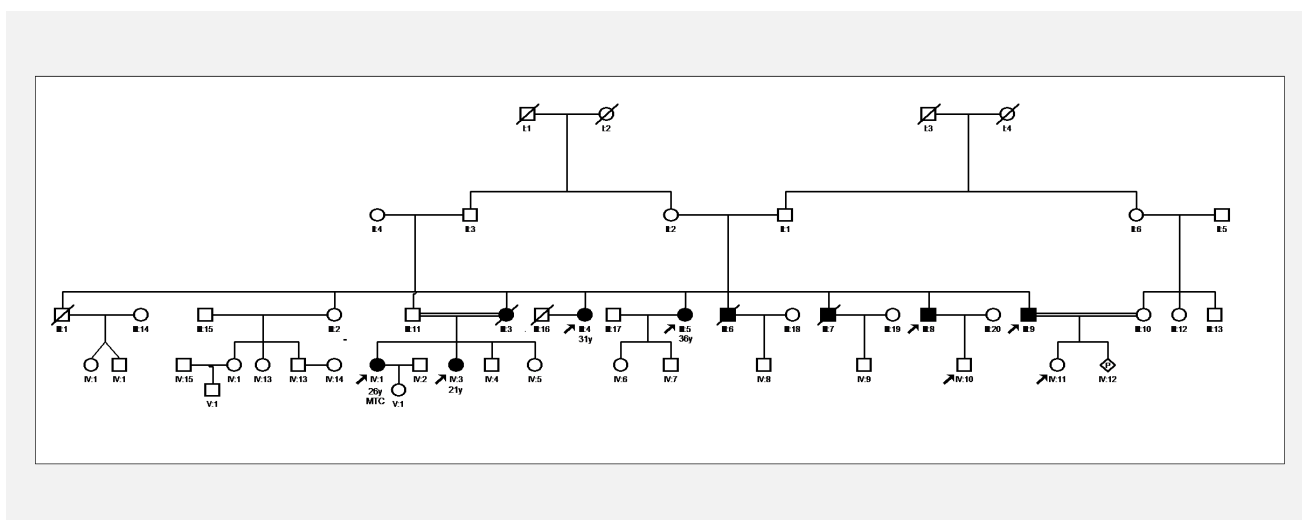 I:1 I:2 I:3 I:4
II:4 II:3 II:2 II:1 II:6 II:5
III:1 III:14 III:15 III:2 III:11 III:3 III:16 III:4 III:17 III:5 III:6 III:18 III:7 III:19 III:8 III:20 III:9 III:10 III:12 III:13
31y 36y
P
IV:1 IV:1 IV:15 IV:1 IV:13 IV:13 IV:14 IV:1 IV:2 IV:3 IV:4 IV:5 IV:6 IV:7 IV:8 IV:9 IV:10 IV:11 IV:12
26y 21y
MTC
V:1 V:1